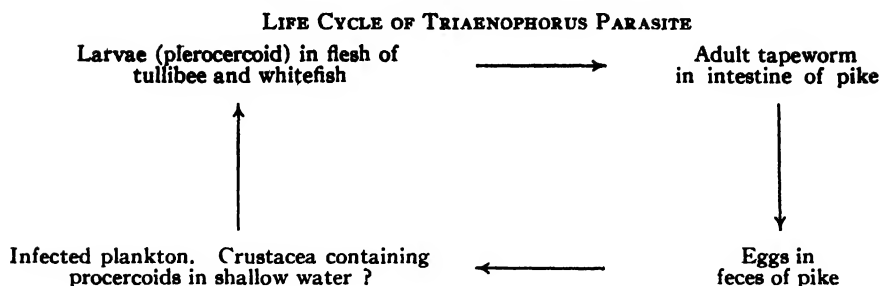 LIFE CYCLE OF TRIAENOPHORUS PARASITE
Larvae (plerocercoid) in flesh of
tullibee and whitefish
Adult tapeworm
in intestine of pike
Infected plankton. Crustacea containing
procercoids in shallow water ?
Eggs in
feces of pike